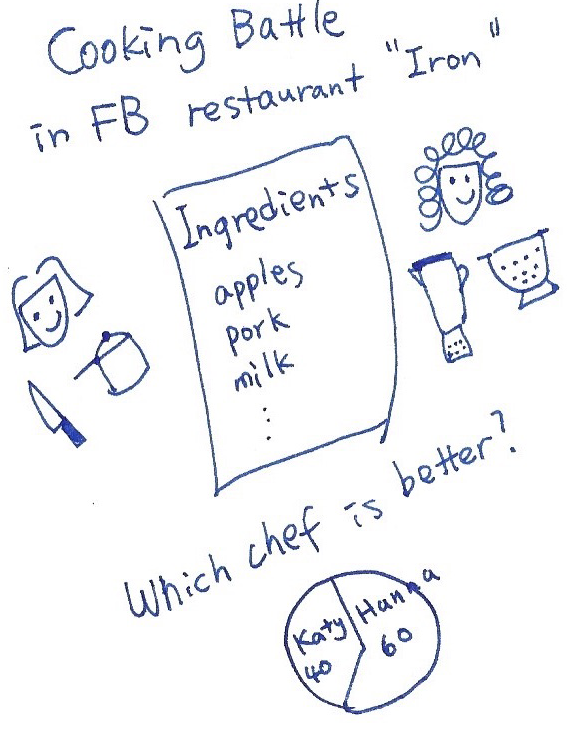 Cooking Battle
in FB restaurant "Iron"
Ingredients
apples
pork
milk
⋮
Which chef is better?
Katy
40
Hanna
60